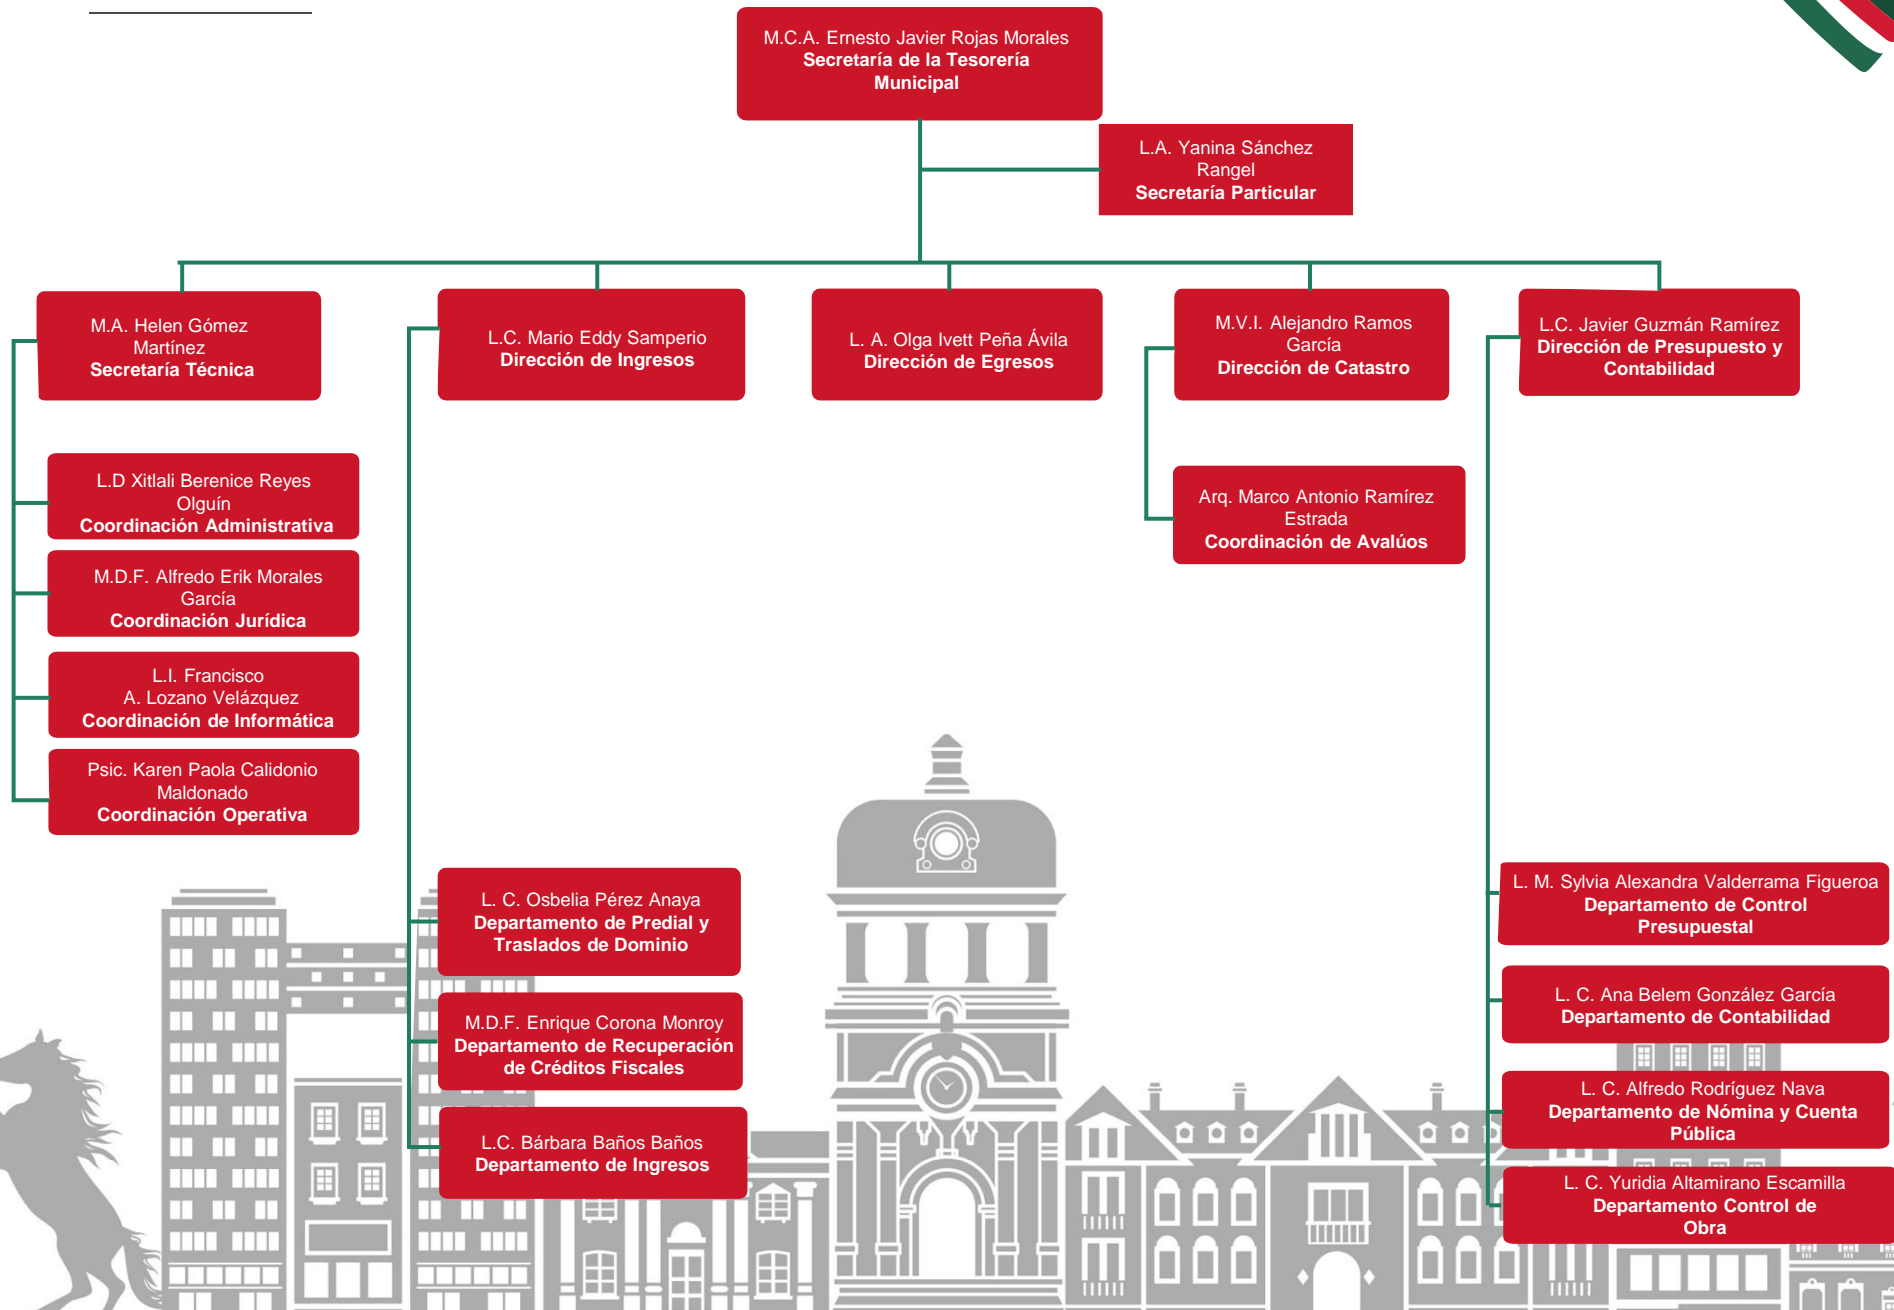 M.C.A. Ernesto Javier Rojas Morales
Secretaría de la Tesorería
Municipal
L.A. Yanina Sánchez
Rangel
Secretaría Particular
M.A. Helen Gómez
Martínez
Secretaría Técnica
L.C. Mario Eddy Samperio
Dirección de Ingresos
L. A. Olga Ivett Peña Ávila
Dirección de Egresos
M.V.I. Alejandro Ramos
García
Dirección de Catastro
L.C. Javier Guzmán Ramírez
Dirección de Presupuesto y
Contabilidad
L.D Xitlali Berenice Reyes
Olguín
Coordinación Administrativa
M.D.F. Alfredo Erik Morales
García
Coordinación Jurídica
L.I. Francisco
A. Lozano Velázquez
Coordinación de Informática
Psic. Karen Paola Calidonio
Maldonado
Coordinación Operativa
L. C. Osbelia Pérez Anaya
Departamento de Predial y
Traslados de Dominio
M.D.F. Enrique Corona Monroy
Departamento de Recuperación
de Créditos Fiscales
L.C. Bárbara Baños Baños
Departamento de Ingresos
Arq. Marco Antonio Ramírez
Estrada
Coordinación de Avalúos
L. M. Sylvia Alexandra Valderrama Figueroa
Departamento de Control
Presupuestal
L. C. Ana Belem González García
Departamento de Contabilidad
L. C. Alfredo Rodríguez Nava
Departamento de Nómina y Cuenta
Pública
L. C. Yuridia Altamirano Escamilla
Departamento Control de
Obra